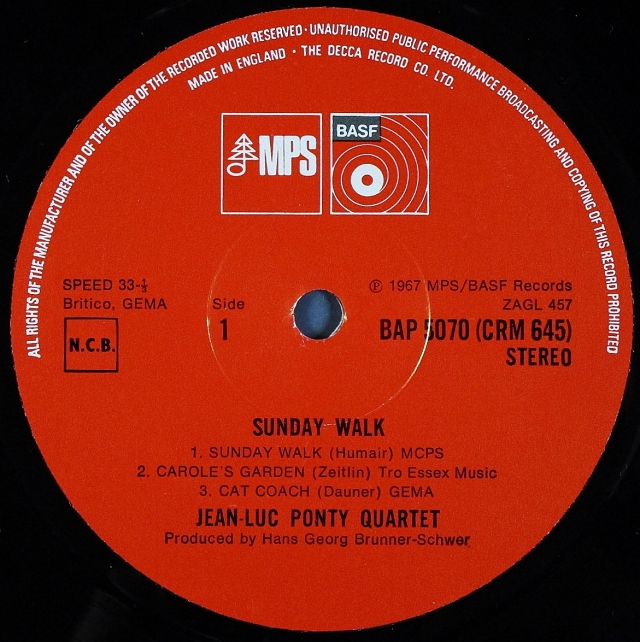 ALL RIGHTS OF THE MANUFACTURER AND OF THE OWNER OF THE RECORDED WORK RESERVED · UNAUTHORISED PUBLIC PERFORMANCE BROADCASTING AND COPYING OF THIS RECORD PROHIBITED
MADE IN ENGLAND · THE DECCA RECORD CO. LTD.
MPS
BASF
SPEED 33-⅓
Britico, GEMA
N.C.B.
Side
1
℗ 1967 MPS/BASF Records
ZAGL 457
BAP 5070 (CRM 645)
STEREO
SUNDAY WALK
1. SUNDAY WALK (Humair) MCPS
2. CAROLE'S GARDEN (Zeitlin) Tro Essex Music
3. CAT COACH (Dauner) GEMA
JEAN-LUC PONTY QUARTET
Produced by Hans Georg Brunner-Schwer